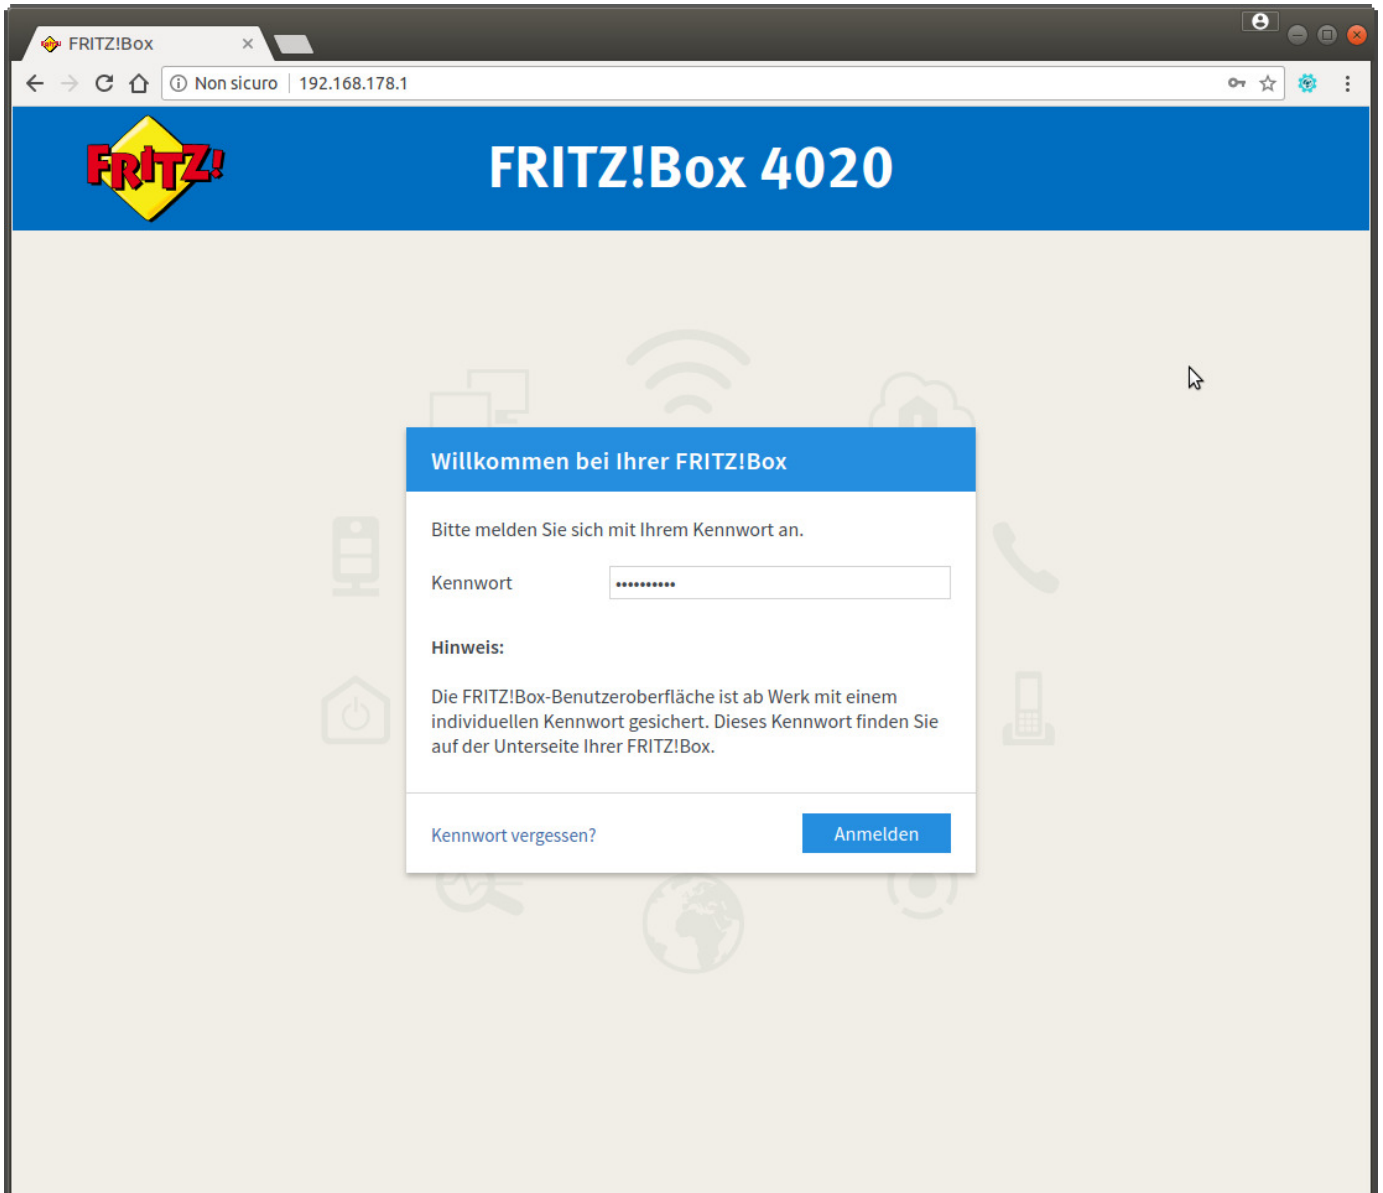 FRITZ!Box
Non sicuro 192.168.178.1
FRITZ!
FRITZ!Box 4020
Willkommen bei Ihrer FRITZ!Box
Bitte melden Sie sich mit Ihrem Kennwort an.
Kennwort ••••••••••
Hinweis:
Die FRITZ!Box-Benutzeroberfläche ist ab Werk mit einem
individuellen Kennwort gesichert. Dieses Kennwort finden Sie
auf der Unterseite Ihrer FRITZ!Box.
Kennwort vergessen? Anmelden